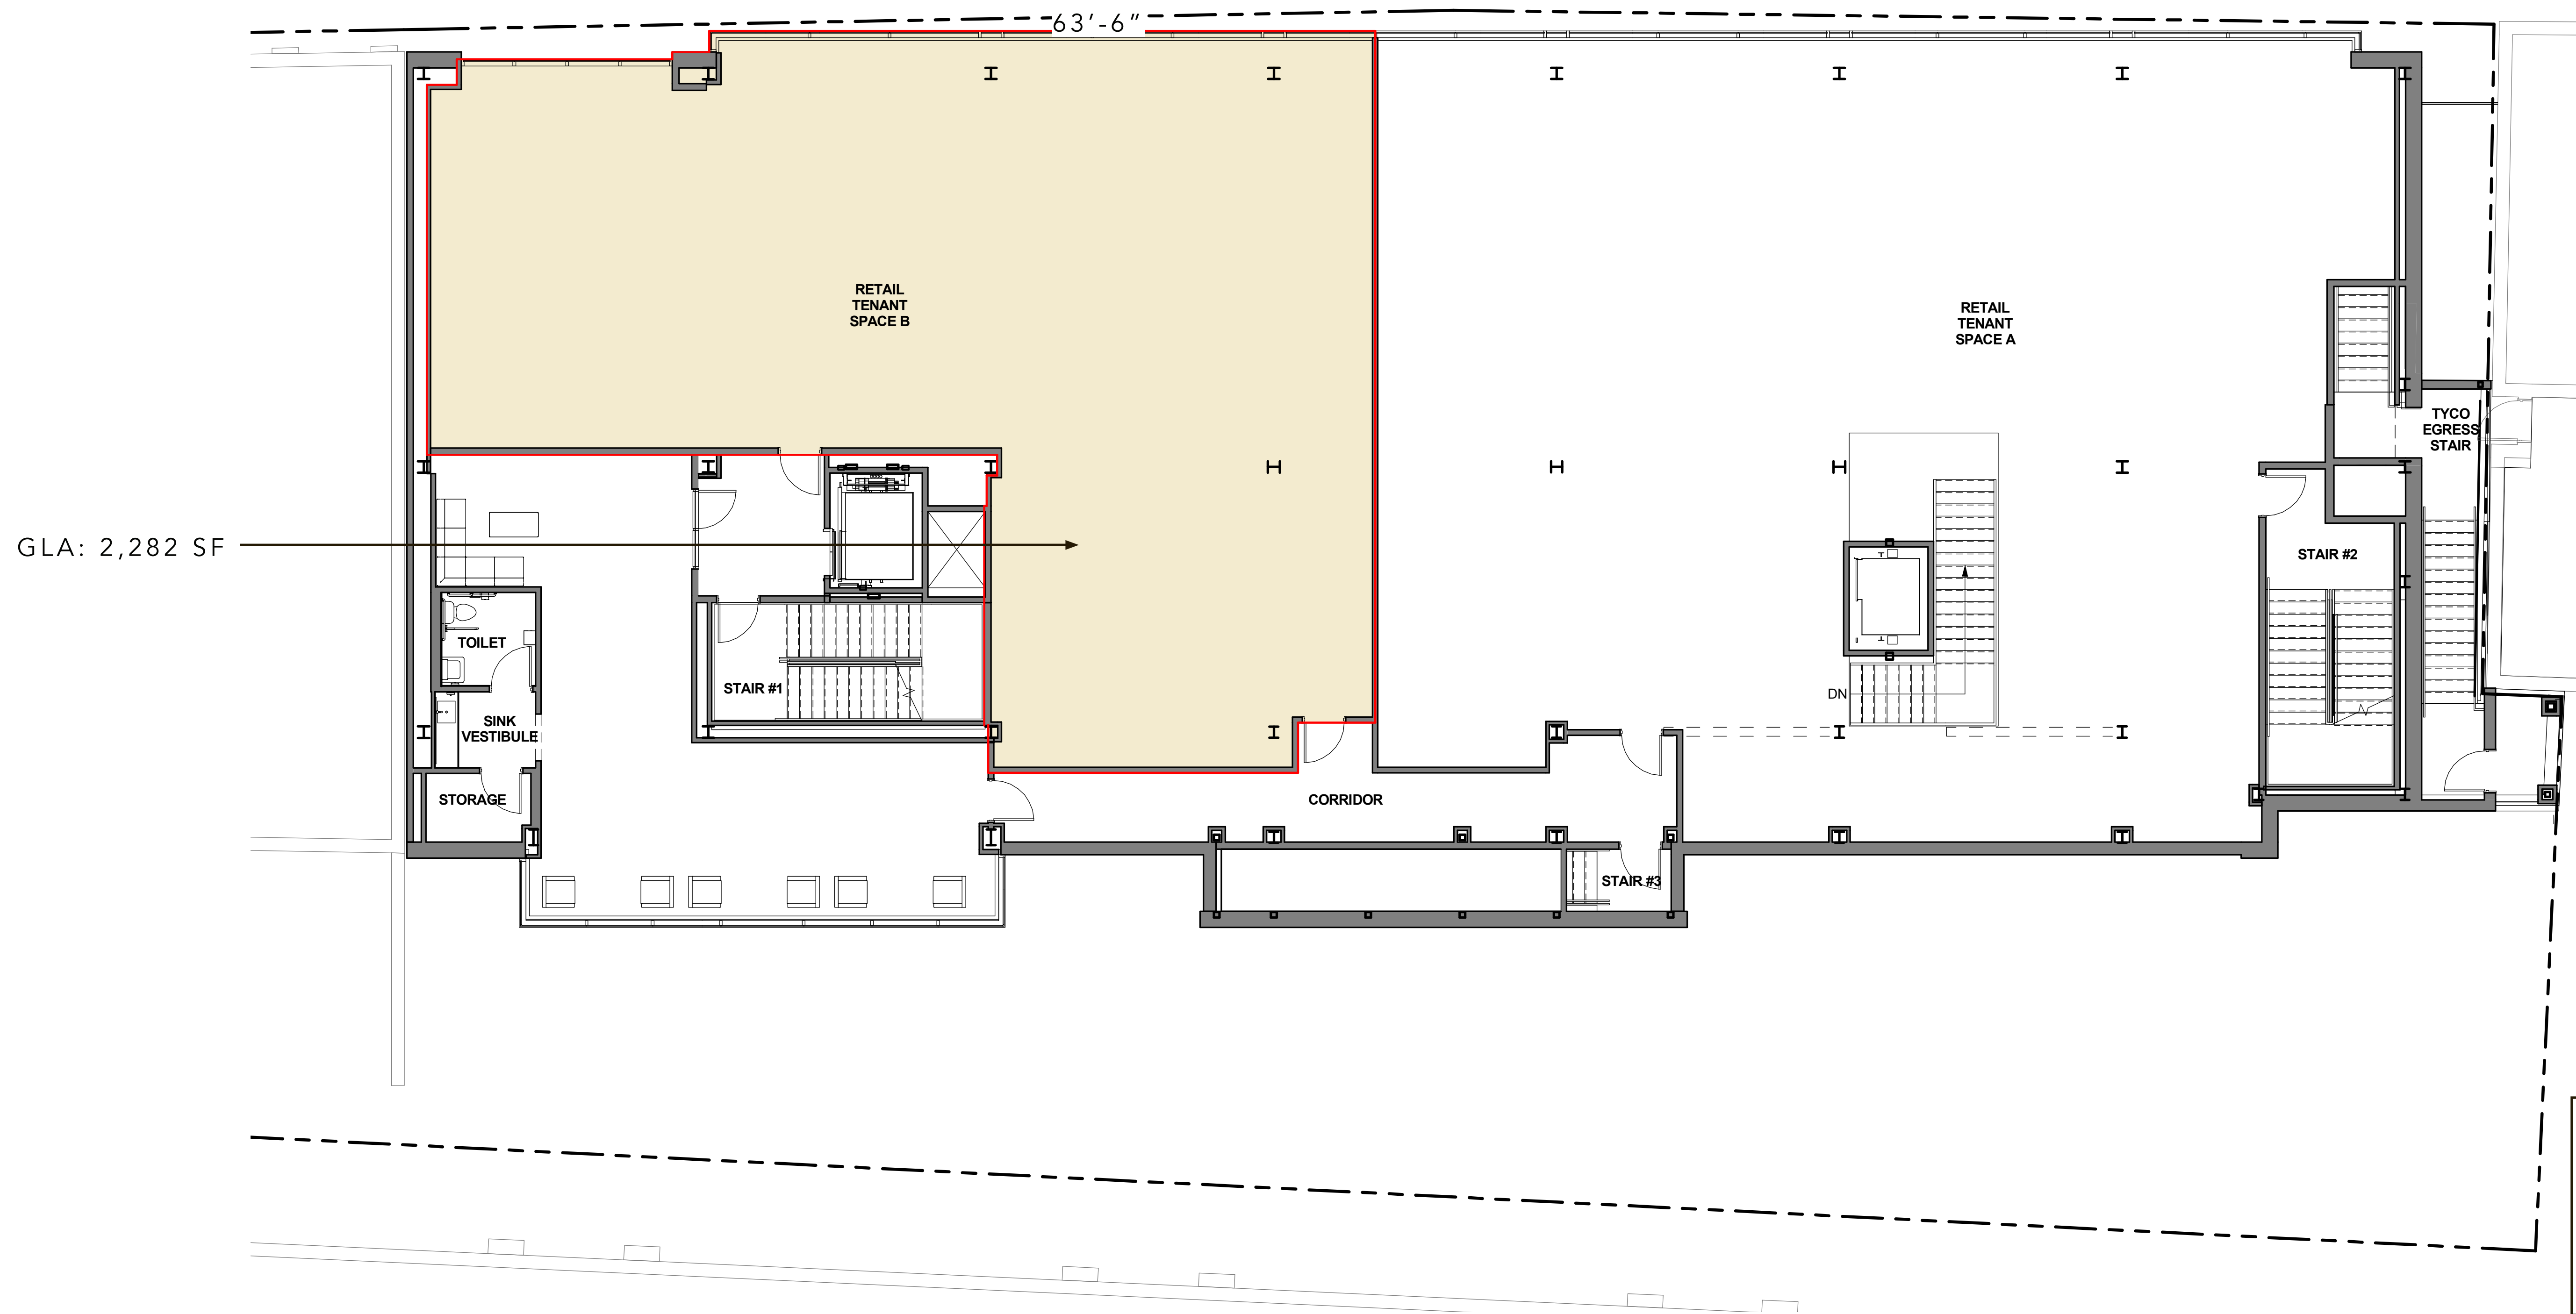 63'-6”
RETAIL
TENANT
SPACE B
RETAIL
TENANT
SPACE A
TYCO
EGRESS
STAIR
GLA: 2,282 SF
STAIR #2
TOILET
STAIR #1
DN
SINK
VESTIBULE
STORAGE
CORRIDOR
STAIR #3